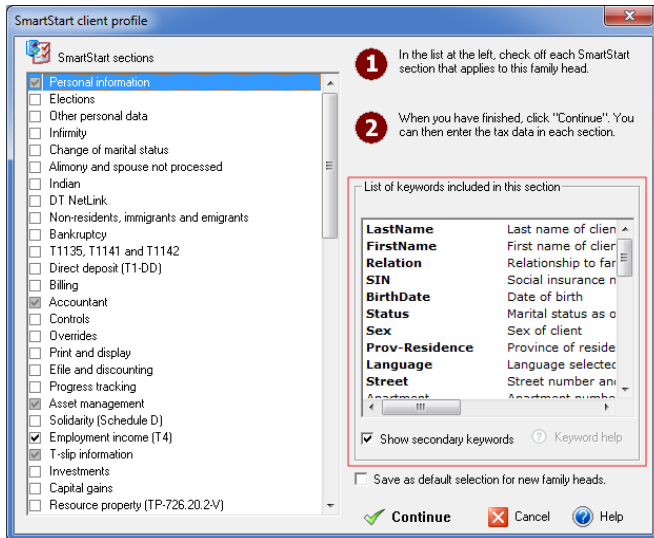 SmartStart client profile
SmartStart sections
Personal information
Elections
Other personal data
Infirmity
Change of marital status
Alimony and spouse not processed
Indian
DT NetLink
Non-residents, immigrants and emigrants
Bankruptcy
T1135, T1141 and T1142
Direct deposit (T1-DD)
Billing
Accountant
Controls
Overrides
Print and display
Efile and discounting
Progress tracking
Asset management
Solidarity (Schedule D)
Employment income (T4)
T-slip information
Investments
Capital gains
Resource property (TP-726.20.2-V)
1
In the list at the left, check off each SmartStart
section that applies to this family head.
2
When you have finished, click "Continue". You
can then enter the tax data in each section.
List of keywords included in this section
LastName Last name of clien
FirstName First name of clien
Relation Relationship to far
SIN Social insurance n
BirthDate Date of birth
Status Marital status as o
Sex Sex of client
Prov-Residence Province of reside
Language Language selected
Street Street number and
Apartment Apartment numbe
Show secondary keywords
Keyword help
Save as default selection for new family heads.
Continue
Cancel
Help